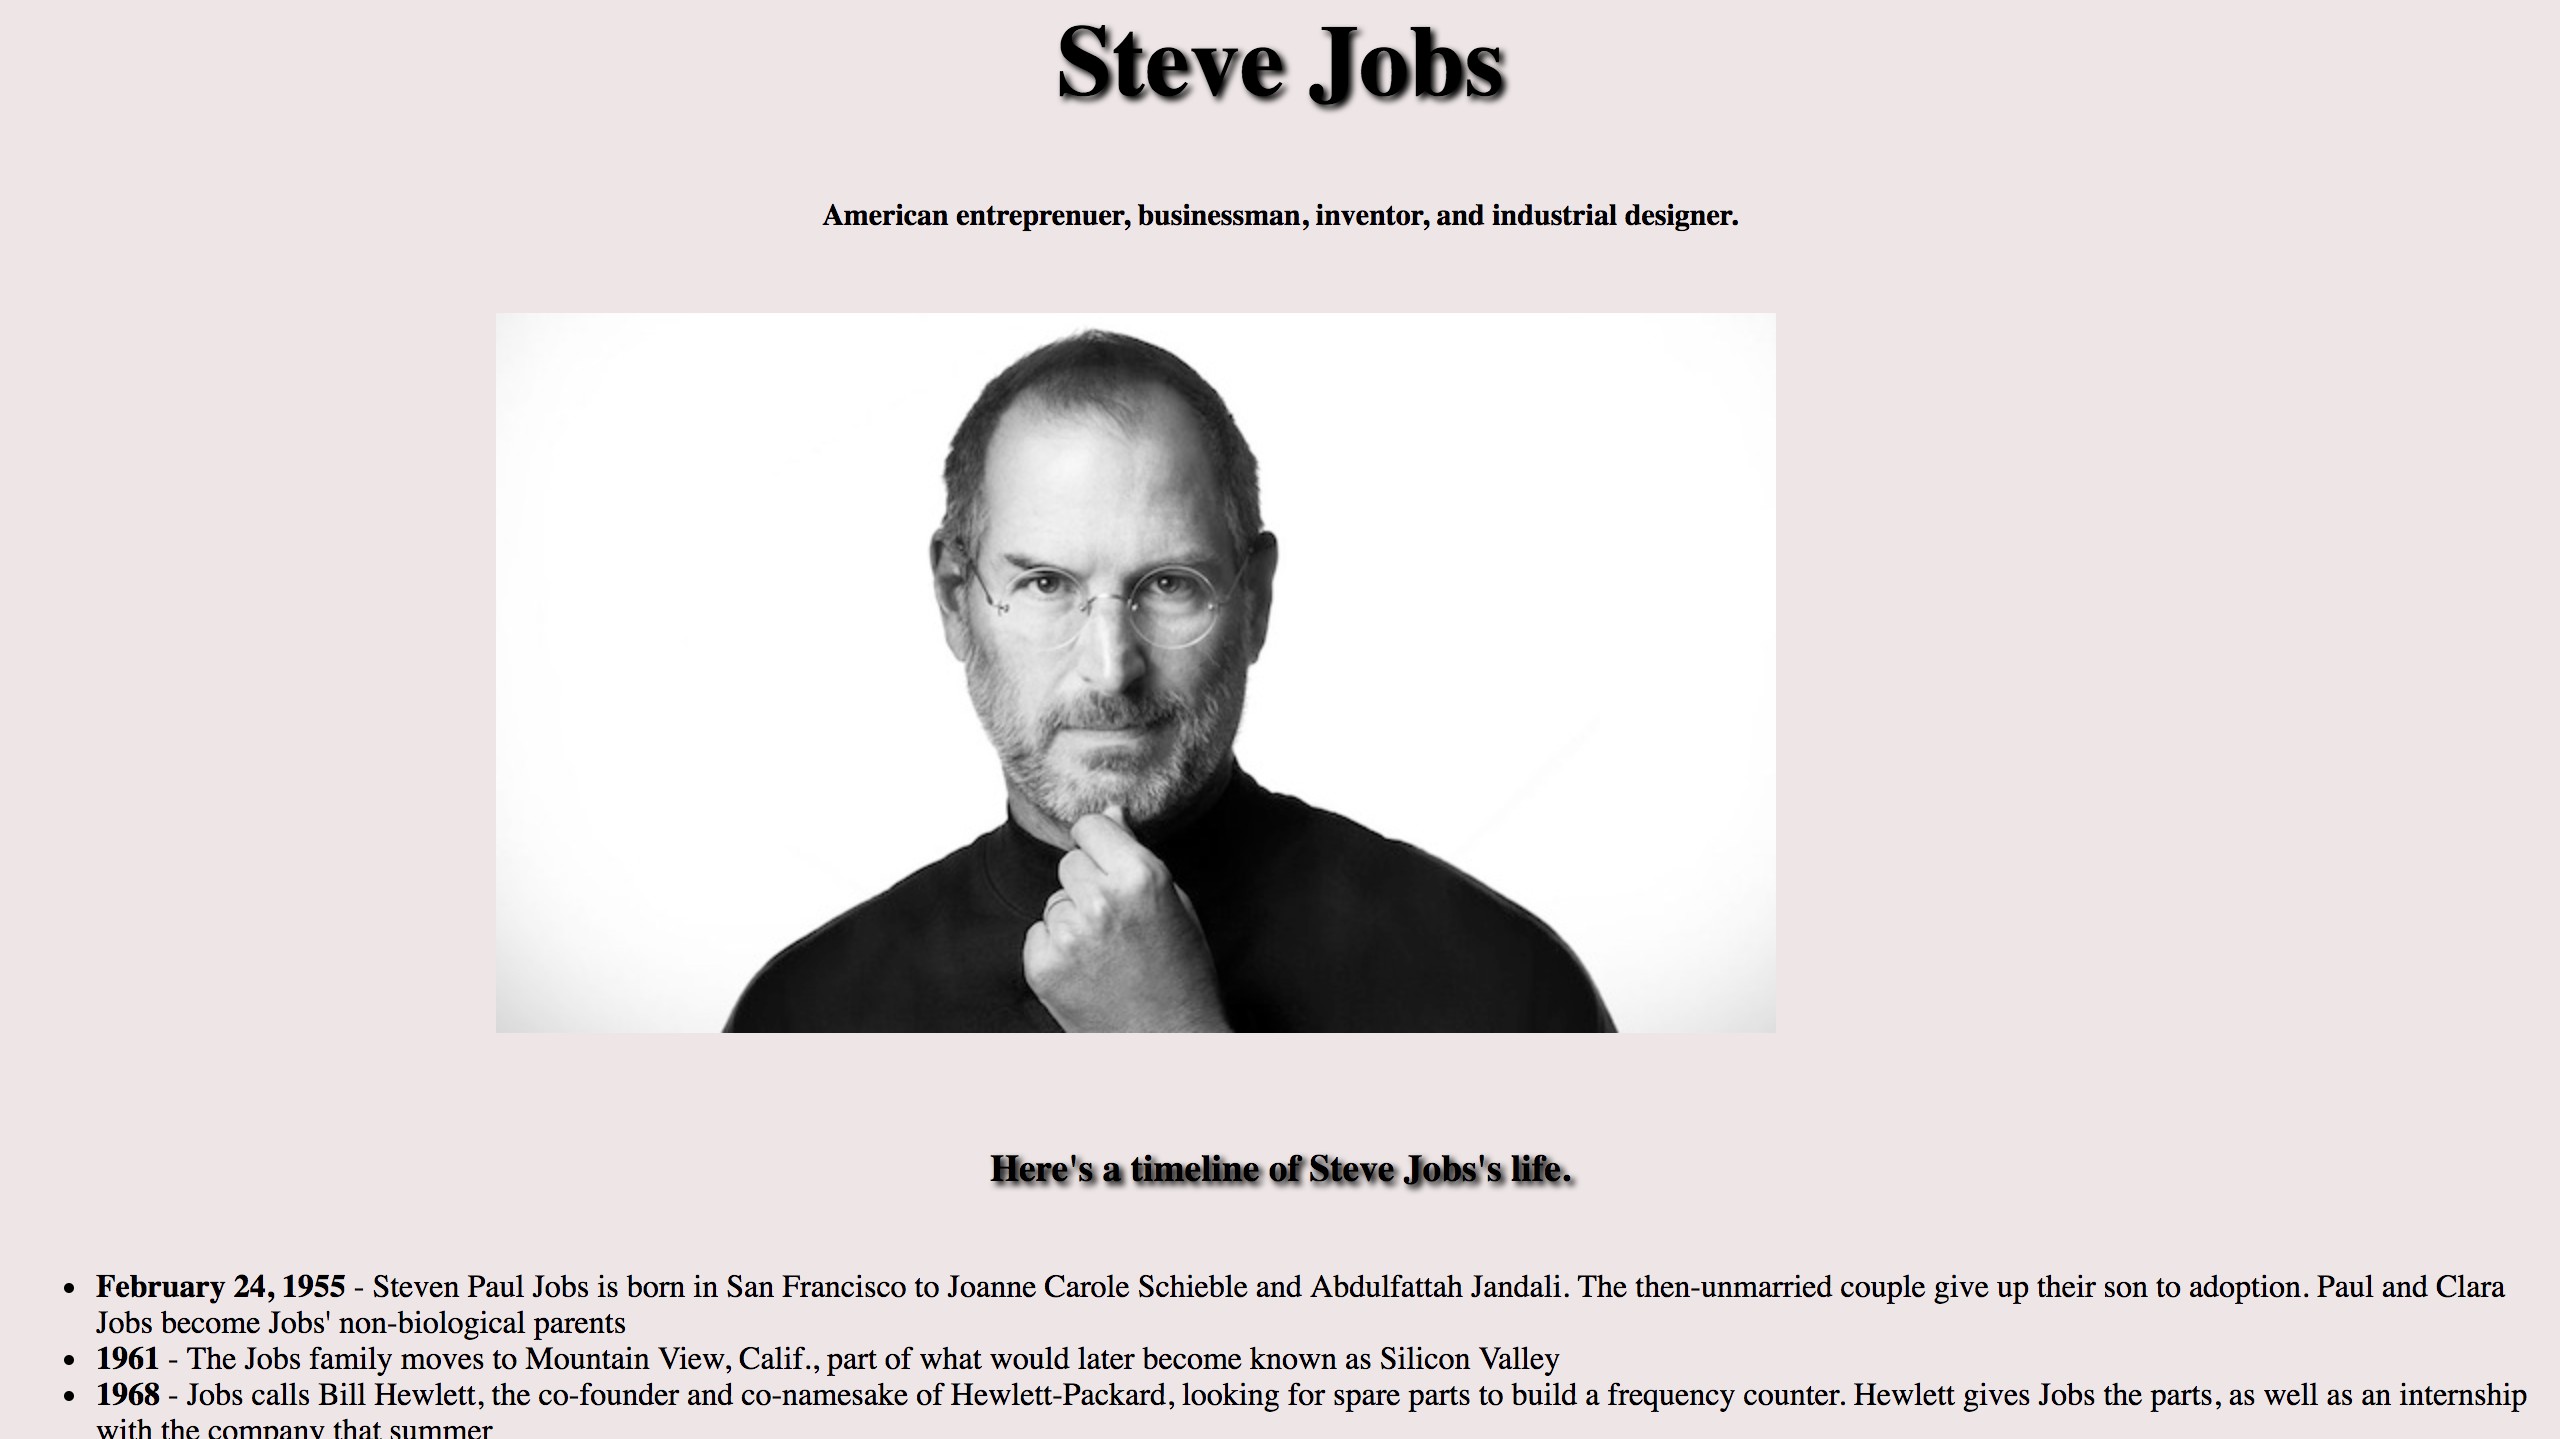 Steve Jobs
American entreprenuer, businessman, inventor, and industrial designer.
Here's a timeline of Steve Jobs's life.
• February 24, 1955 - Steven Paul Jobs is born in San Francisco to Joanne Carole Schieble and Abdulfattah Jandali. The then-unmarried couple give up their son to adoption. Paul and Clara
Jobs become Jobs' non-biological parents
• 1961 - The Jobs family moves to Mountain View, Calif., part of what would later become known as Silicon Valley
• 1968 - Jobs calls Bill Hewlett, the co-founder and co-namesake of Hewlett-Packard, looking for spare parts to build a frequency counter. Hewlett gives Jobs the parts, as well as an internship
with the company that summer